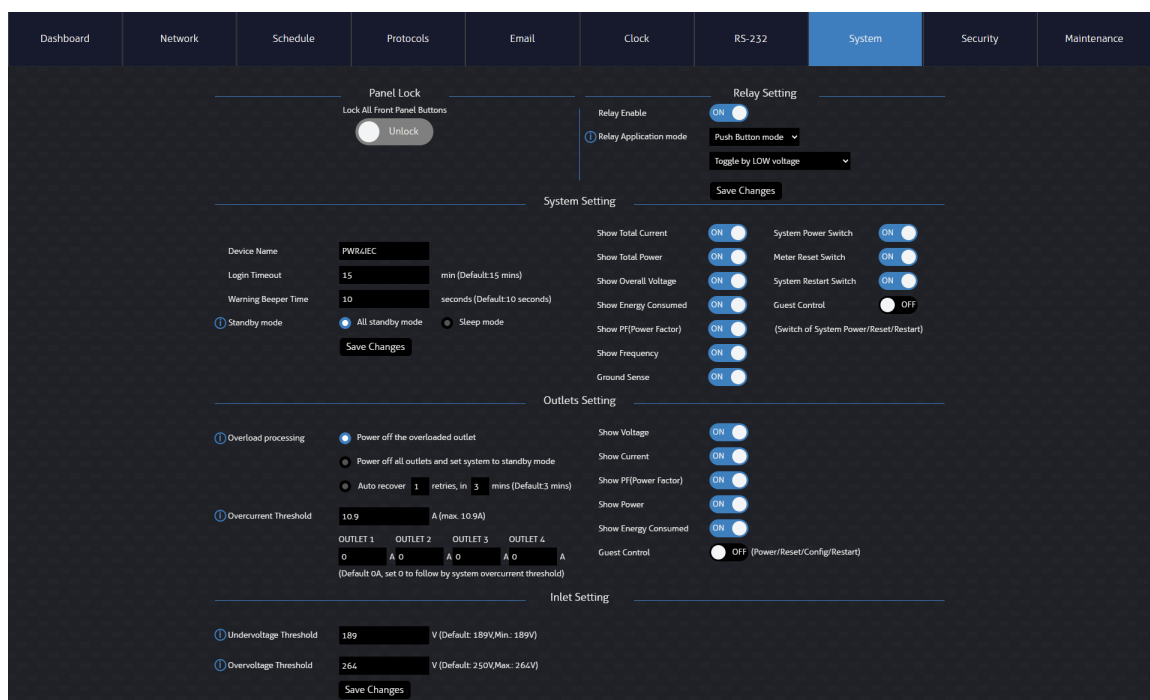 Dashboard Network Schedule Protocols Email Clock RS-232 System Security Maintenance
Panel Lock
Lock All Front Panel Buttons
Unlock
Relay Setting
Relay Enable ON
Relay Application mode Push Button mode
Toggle by LOW voltage
Save Changes
System Setting
Device Name PWR4IEC
Login Timeout 15 min (Default:15 mins)
Warning Beeper Time 10 seconds (Default:10 seconds)
Standby mode All standby mode Sleep mode
Save Changes
Show Total Current ON System Power Switch ON
Show Total Power ON Meter Reset Switch ON
Show Overall Voltage ON System Restart Switch ON
Show Energy Consumed ON Guest Control OFF
Show PF(Power Factor) ON (Switch of System Power/Reset/Restart)
Show Frequency ON
Ground Sense ON
Outlets Setting
Overload processing Power off the overloaded outlet
Power off all outlets and set system to standby mode
Auto recover 1 retries, in 3 mins (Default:3 mins)
Overcurrent Threshold 10.9 A (max. 10.9A)
OUTLET 1 OUTLET 2 OUTLET 3 OUTLET 4
0 A 0 A 0 A 0 A
(Default 0A, set 0 to follow by system overcurrent threshold)
Show Voltage ON
Show Current ON
Show PF(Power Factor) ON
Show Power ON
Show Energy Consumed ON
Guest Control OFF (Power/Reset/Config/Restart)
Inlet Setting
Undervoltage Threshold 189 V (Default: 189V,Min.: 189V)
Overvoltage Threshold 264 V (Default: 250V,Max.: 264V)
Save Changes